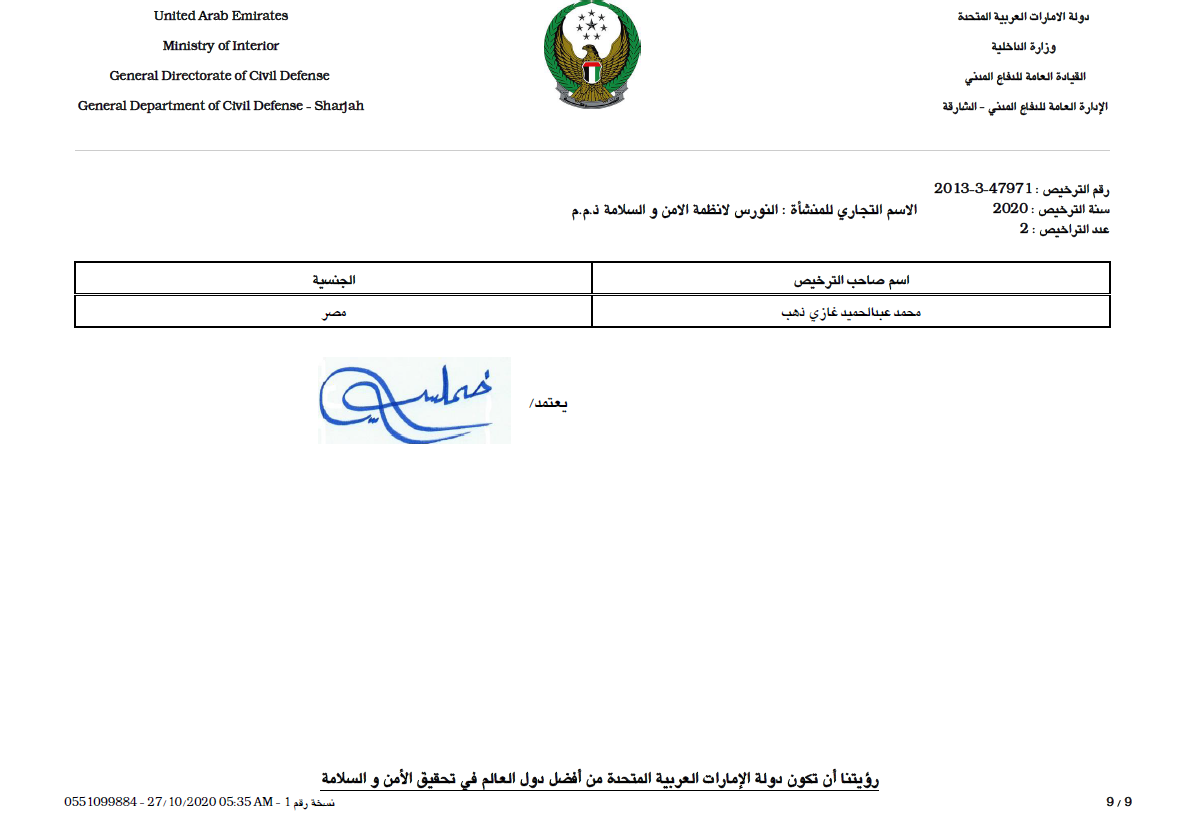 United Arab Emirates
Ministry of Interior
General Directorate of Civil Defense
General Department of Civil Defense - Sharjah
دولة الامارات العربية المتحدة
وزارة الداخلية
القيادة العامة للدفاع المدني
الإدارة العامة للدفاع المدني - الشارقة
رقم الترخيص : 2013-3-47971
سنة الترخيص : 2020
الاسم التجاري للمنشأة : النورس لانظمة الامن و السلامة ذ.م.م
عدد التراخيص : 2
اسم صاحب الترخيص الجنسية
محمد عبدالحميد غازي ذهب مصر
يعتمد/
رؤيتنا أن تكون دولة الإمارات العربية المتحدة من أفضل دول العالم في تحقيق الأمن و السلامة
0551099884 - 27/10/2020 05:35 AM - نسخة رقم 1
9 / 9